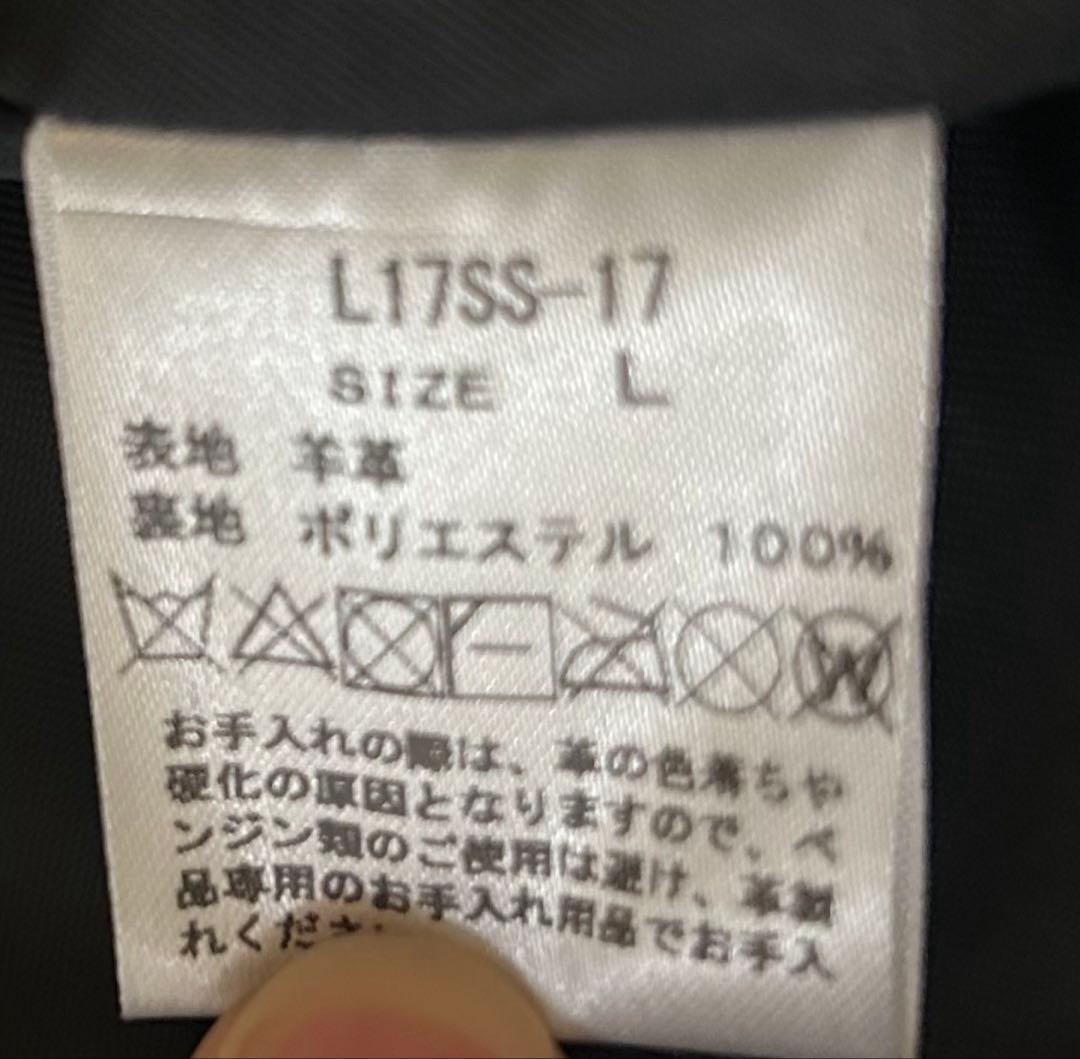 L17SS-17
SIZE L
表地 羊革
裏地 ポリエステル 100%
W
お手入れの際は、革の色落ちや
硬化の原因となりますので、ベ
ンジン類のご使用は避け、革製
品専用のお手入れ用品でお手入
れくださ